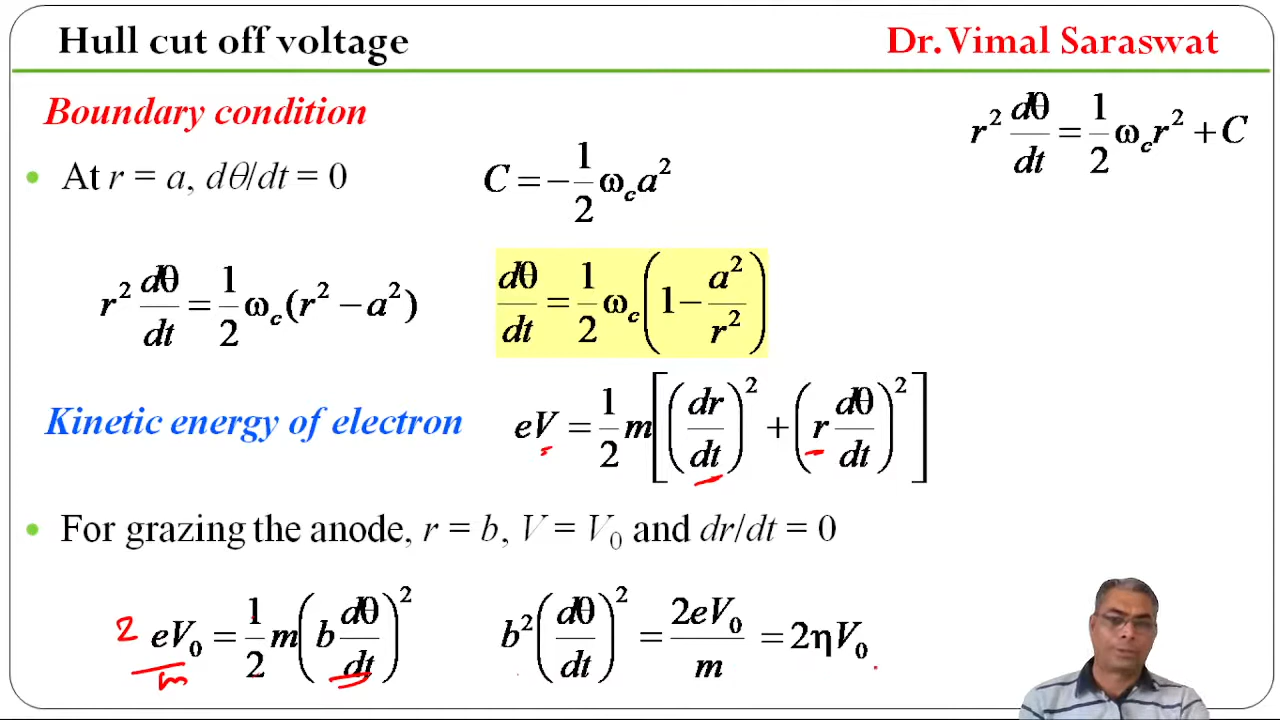 Hull cut off voltage
Dr. Vimal Saraswat
Boundary condition
r² dθ/dt = 1/2 ω_c r² + C
• At r = a, dθ/dt = 0
C = −1/2 ω_c a²
r² dθ/dt = 1/2 ω_c (r² − a²)
dθ/dt = 1/2 ω_c (1 − a²/r²)
Kinetic energy of electron
eV = 1/2 m[(dr/dt)² + (r dθ/dt)²]
• For grazing the anode, r = b, V = V₀ and dr/dt = 0
2 eV₀ = 1/2 m(b dθ/dt)²
m
b² (dθ/dt)² = 2eV₀/m = 2ηV₀